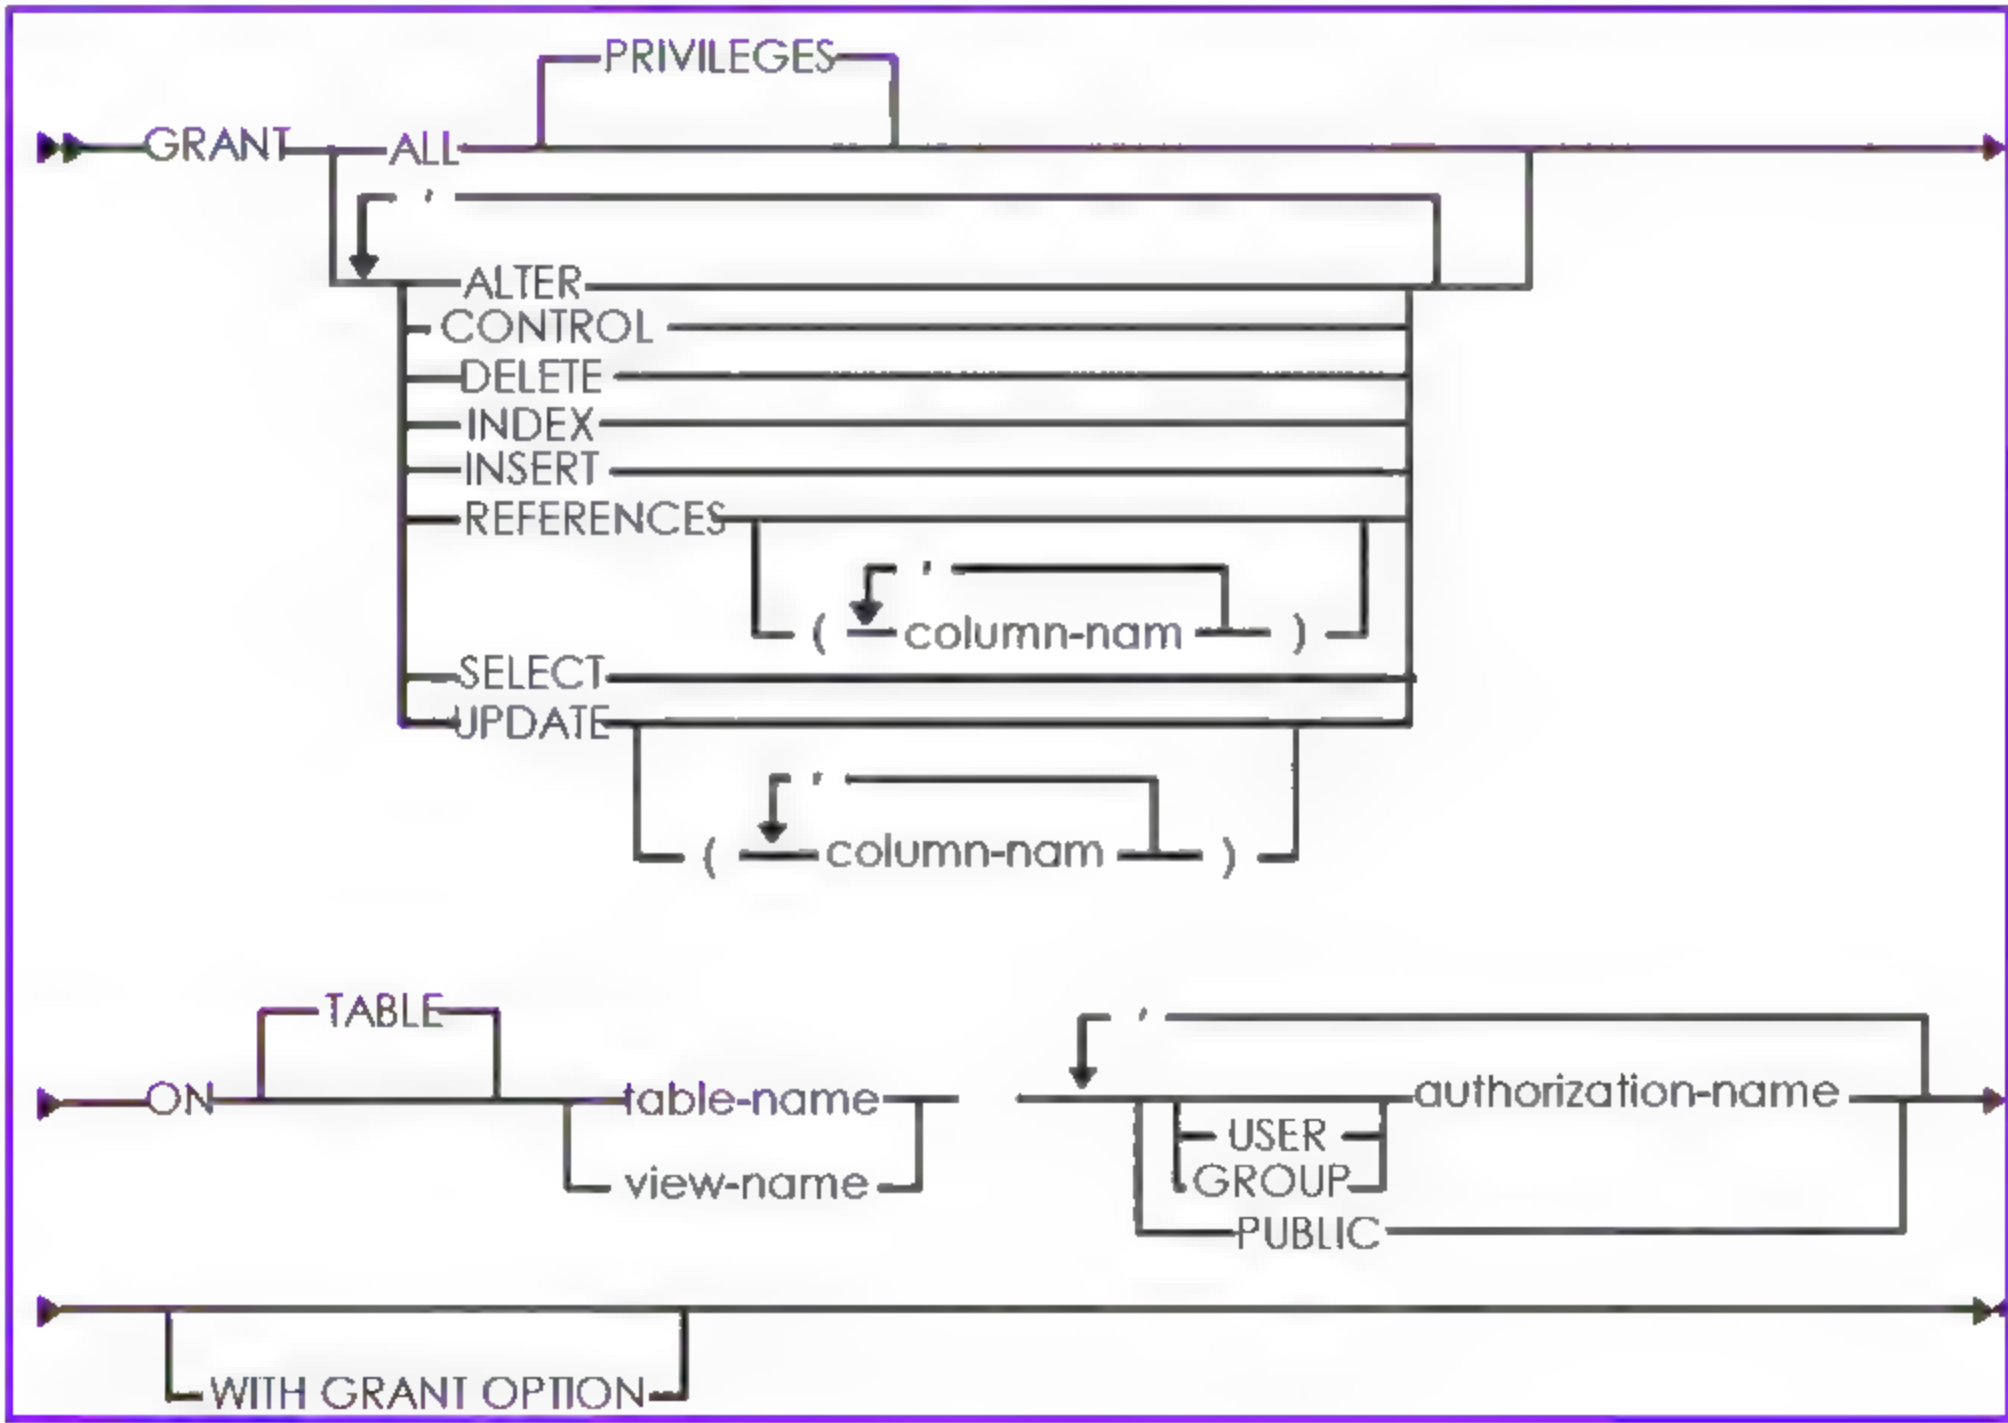 PRIVILEGES
GRANT ALL
,
ALTER
CONTROL
DELETE
INDEX
INSERT
REFERENCES
,
( column-nam )
SELECT
UPDATE
,
( column-nam )
TABLE ,
ON table-name authorization-name
USER
view-name GROUP
PUBLIC
WITH GRANT OPTION